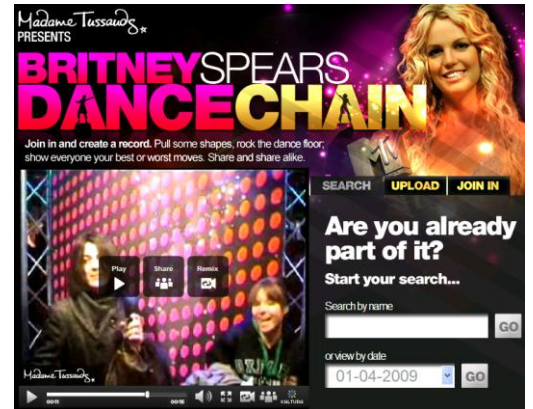 Madame Tussauds
PRESENTS
BRITNEYSPEARS
DANCECHAIN
Join in and create a record. Pull some shapes, rock the dance floor;
show everyone your best or worst moves. Share and share alike.
SEARCH UPLOAD JOIN IN
Are you already
part of it?
Start your search...
Search by name
GO
or view by date
01-04-2009 GO
Play Share Remix
Madame Tussauds